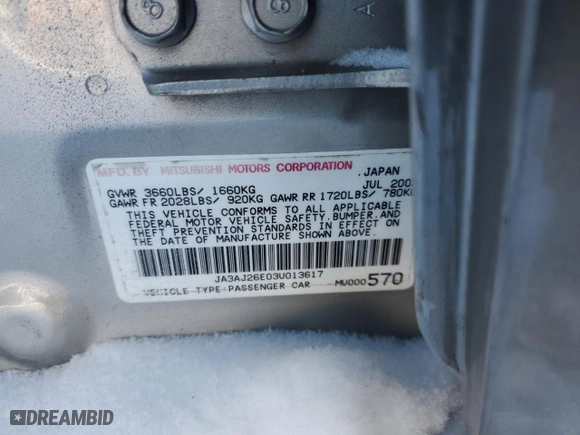 MFD. BY MITSUBISHI MOTORS CORPORATION JAPAN
GVWR 3660LBS/ 1660KG JUL 200
GAWR FR 2028LBS/ 920KG GAWR RR 1720LBS/ 780KG
THIS VEHICLE CONFORMS TO ALL APPLICABLE
FEDERAL MOTOR VEHICLE SAFETY, BUMPER, AND
THEFT PREVENTION STANDARDS IN EFFECT ON
THE DATE OF MANUFACTURE SHOWN ABOVE.
JA3AJ26E03U013617
VEHICLE TYPE PASSENGER CAR MU000570
DREAMBID